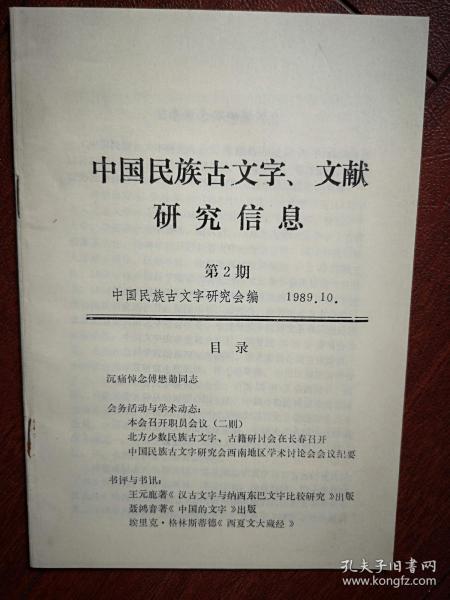 中国民族古文字、文献
研究信息
第2期
中国民族古文字研究会编 1989.10.
目录
沉痛悼念傅懋勣同志
会务活动与学术动态：
本会召开职员会议（二则）
北方少数民族古文字、古籍研讨会在长春召开
中国民族古文字研究会西南地区学术讨论会会议纪要
书评与书讯：
王元鹿著《汉古文字与纳西东巴文字比较研究》出版
聂鸿音著《中国的文字》出版
埃里克·格林斯蒂德《西夏文大藏经》
孔夫子旧书网
www.kongfz.com